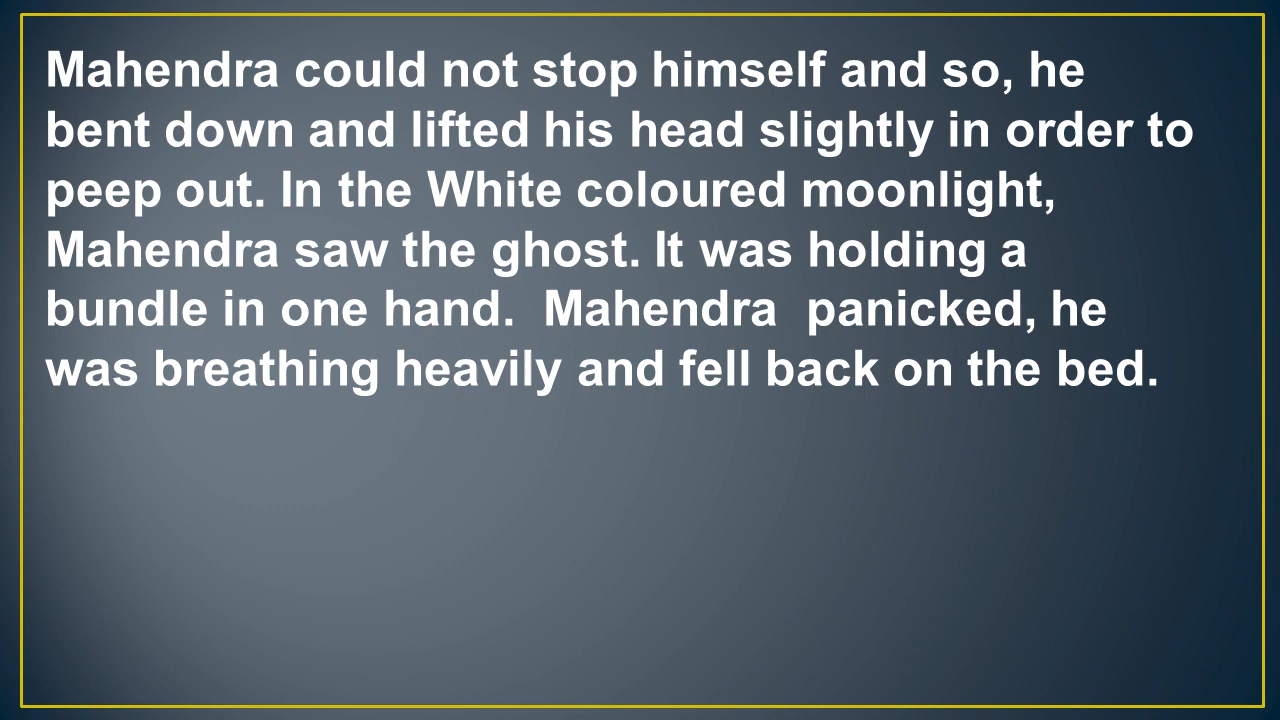 Mahendra could not stop himself and so, he
bent down and lifted his head slightly in order to
peep out. In the White coloured moonlight,
Mahendra saw the ghost. It was holding a
bundle in one hand.  Mahendra  panicked, he
was breathing heavily and fell back on the bed.